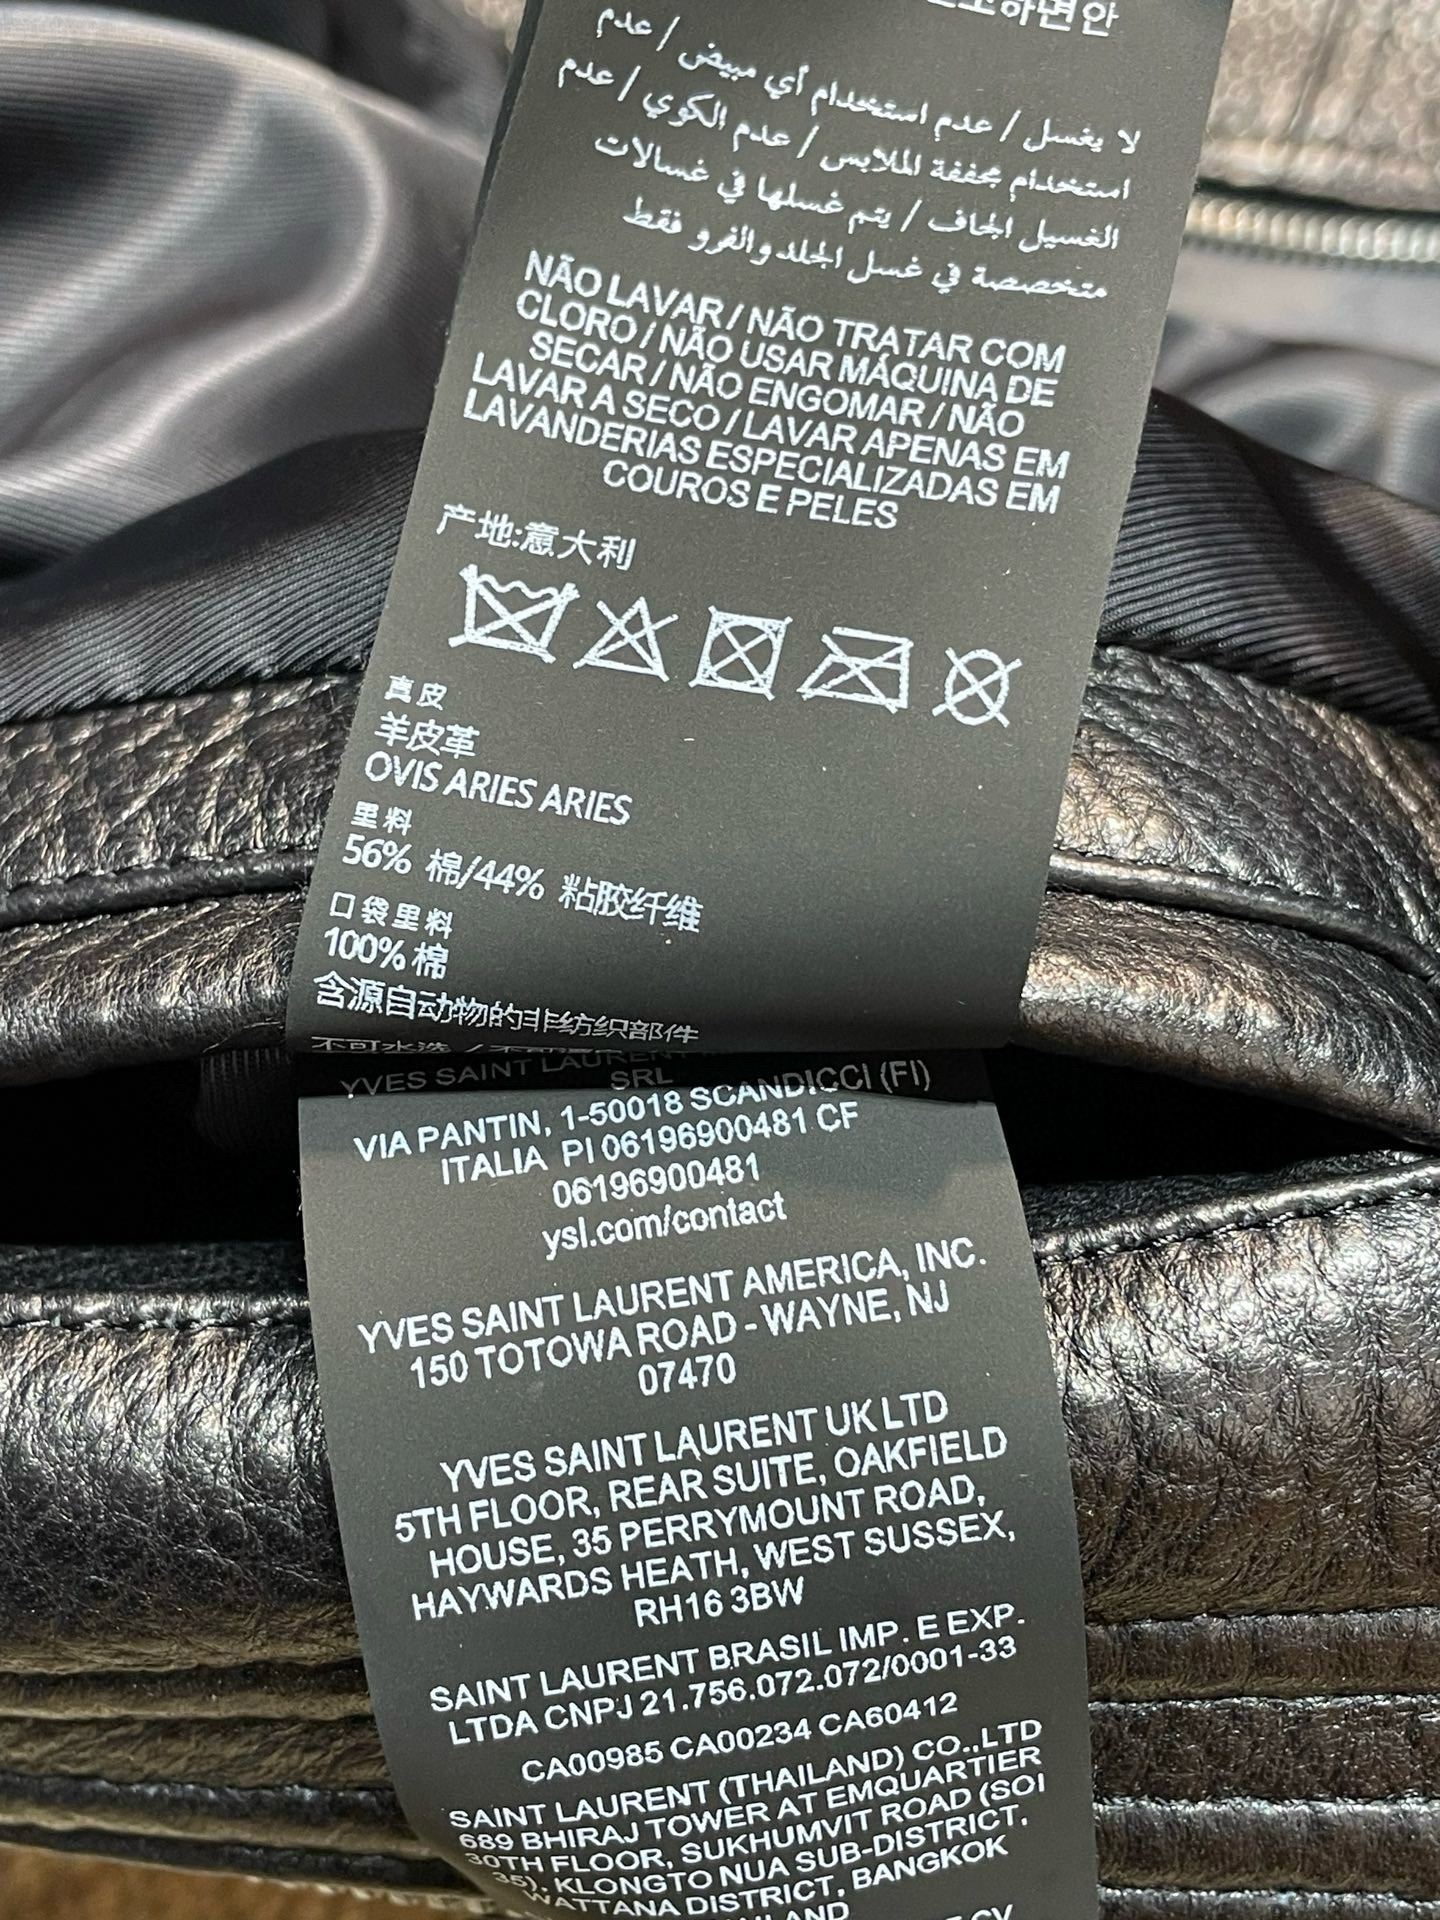 لا يغسل / عدم استخدام أي مبيض / عدم
استخدام مجففة الملابس / عدم الكوي / عدم
الغسيل الجاف / يتم غسلها في غسالات
متخصصة في غسل الجلد والفرو فقط
NÃO LAVAR / NÃO TRATAR COM
CLORO / NÃO USAR MÁQUINA DE
SECAR / NÃO ENGOMAR / NÃO
LAVAR A SECO / LAVAR APENAS EM
LAVANDERIAS ESPECIALIZADAS EM
COUROS E PELES
产地:意大利
真皮
羊皮革
OVIS ARIES ARIES
里料
56% 棉/44% 粘胶纤维
口袋里料
100% 棉
含源自动物的非纺织部件
不可水洗 /
YVES SAINT LAURENT
SRL
VIA PANTIN, 1-50018 SCANDICCI (FI)
ITALIA PI 06196900481 CF
06196900481
ysl.com/contact
YVES SAINT LAURENT AMERICA, INC.
150 TOTOWA ROAD - WAYNE, NJ
07470
YVES SAINT LAURENT UK LTD
5TH FLOOR, REAR SUITE, OAKFIELD
HOUSE, 35 PERRYMOUNT ROAD,
HAYWARDS HEATH, WEST SUSSEX,
RH16 3BW
SAINT LAURENT BRASIL IMP. E EXP.
LTDA CNPJ 21.756.072.072/0001-33
CA00985 CA00234 CA60412
SAINT LAURENT (THAILAND) CO.,LTD
689 BHIRAJ TOWER AT EMQUARTIER
30TH FLOOR, SUKHUMVIT ROAD (SOI
35), KLONGTO NUA SUB-DISTRICT,
WATTANA DISTRICT, BANGKOK
THAILAND